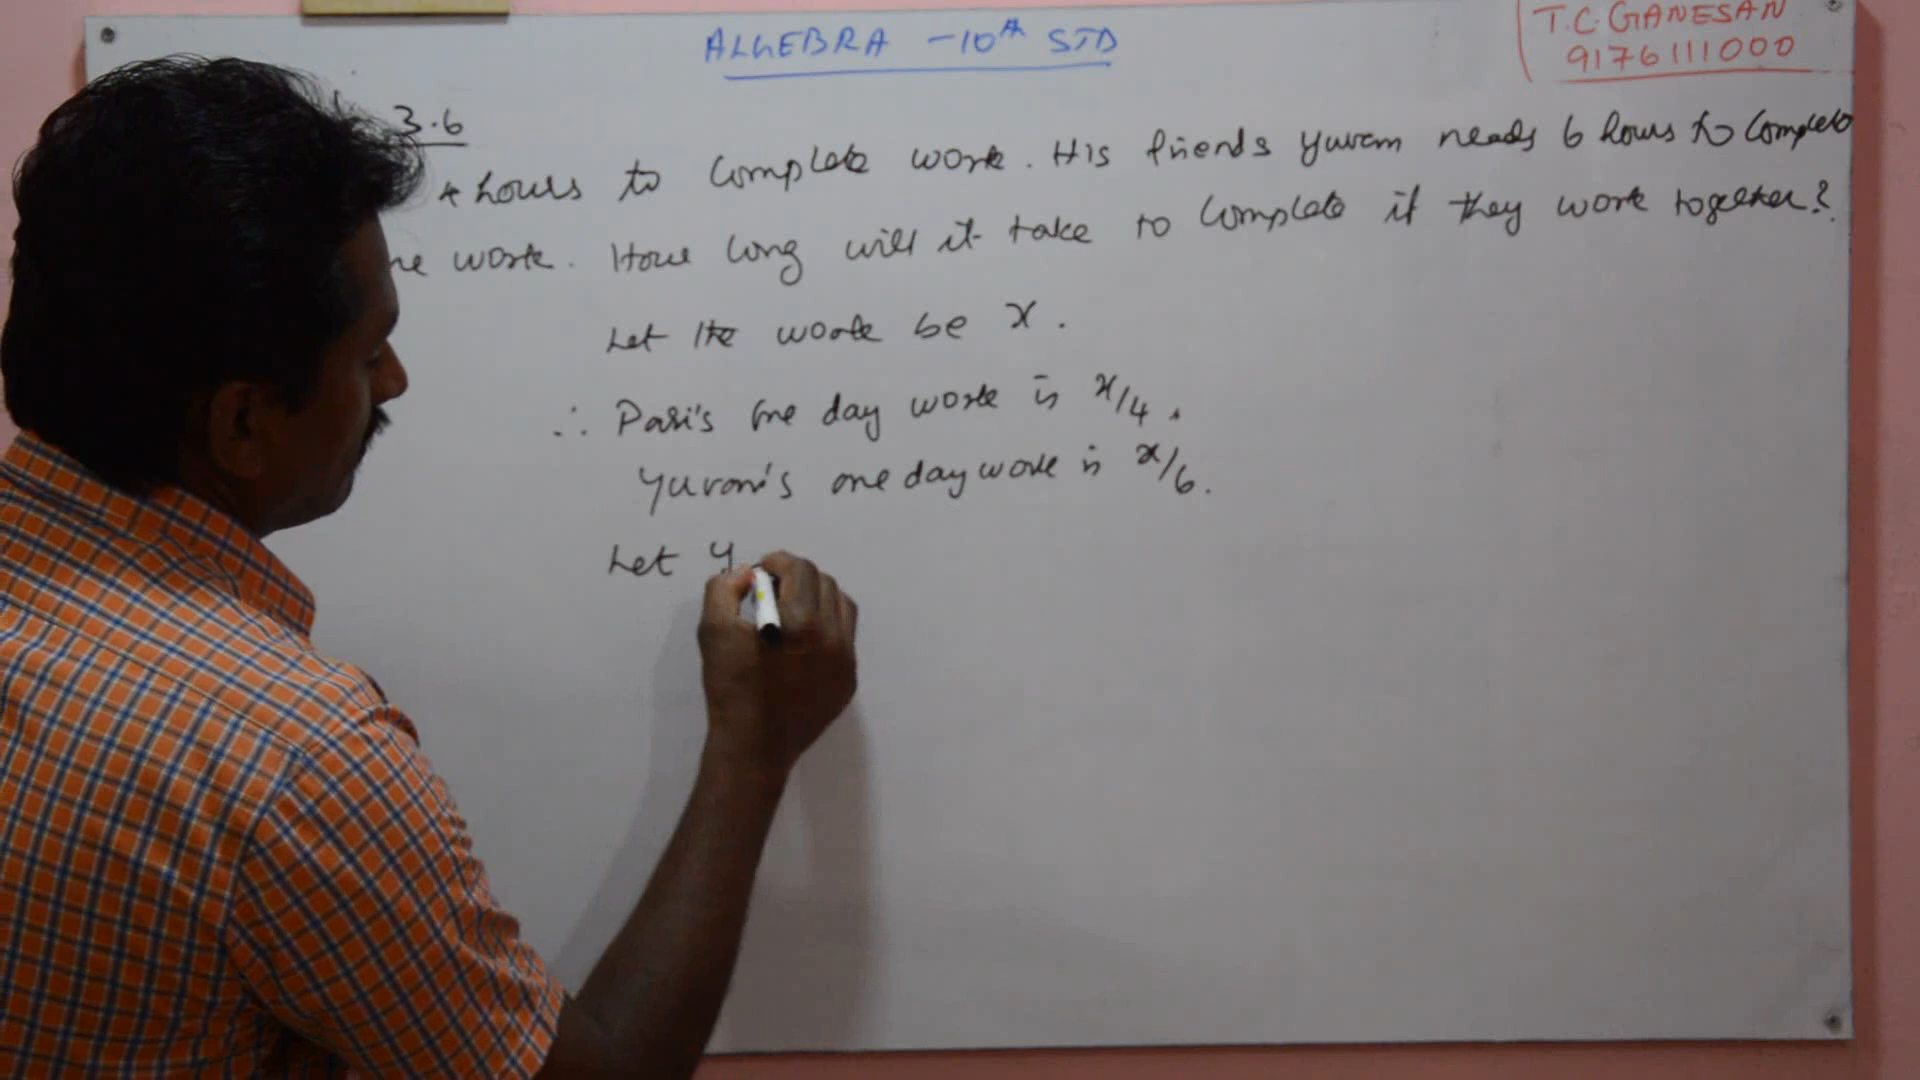 ALGEBRA - 10th STD
T.C. GANESAN
9176111000
3.6
4 hours to complete work. His friends Yuvan needs 6 hours to complete
work. How long will it take to complete if they work together?
Let the work be x.
∴ Pari's one day work is x/4.
Yuvan's one day work is x/6.
Let y